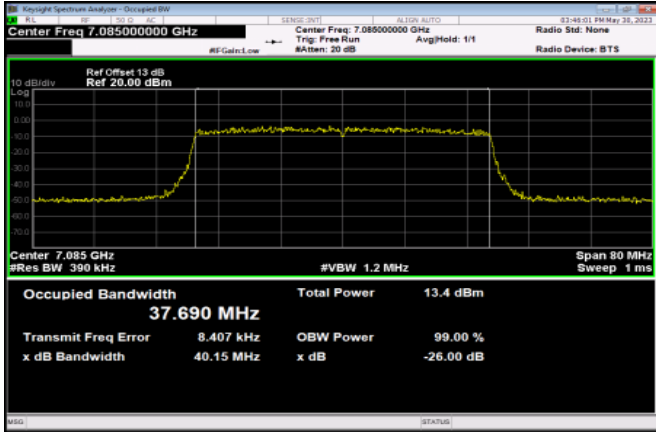 Keysight Spectrum Analyzer - Occupied BW
RL RF 50 Ω AC SENSE:INT ALIGN AUTO 03:46:01 PM May 30, 2023
Center Freq 7.085000000 GHz Center Freq: 7.085000000 GHz Radio Std: None
Trig: Free Run Avg|Hold: 1/1
#IFGain:Low #Atten: 20 dB Radio Device: BTS
Ref Offset 13 dB
10 dB/div Ref 20.00 dBm
Log
10.0
0.00
-10.0
-20.0
-30.0
-40.0
-50.0
-60.0
-70.0
Center 7.085 GHz Span 80 MHz
#Res BW 390 kHz #VBW 1.2 MHz Sweep 1 ms
Occupied Bandwidth Total Power 13.4 dBm
37.690 MHz
Transmit Freq Error 8.407 kHz OBW Power 99.00 %
x dB Bandwidth 40.15 MHz x dB -26.00 dB
MSG STATUS